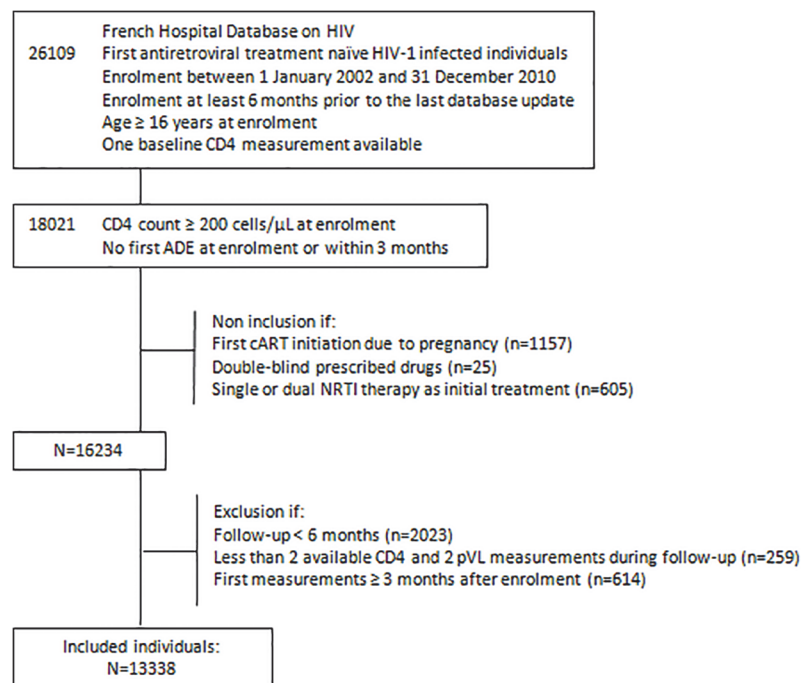 French Hospital Database on HIV
26109 First antiretroviral treatment naïve HIV-1 infected individuals
Enrolment between 1 January 2002 and 31 December 2010
Enrolment at least 6 months prior to the last database update
Age ≥ 16 years at enrolment
One baseline CD4 measurement available
18021 CD4 count ≥ 200 cells/µL at enrolment
No first ADE at enrolment or within 3 months
Non inclusion if:
First cART initiation due to pregnancy (n=1157)
Double-blind prescribed drugs (n=25)
Single or dual NRTI therapy as initial treatment (n=605)
N=16234
Exclusion if:
Follow-up < 6 months (n=2023)
Less than 2 available CD4 and 2 pVL measurements during follow-up (n=259)
First measurements ≥ 3 months after enrolment (n=614)
Included individuals:
N=13338